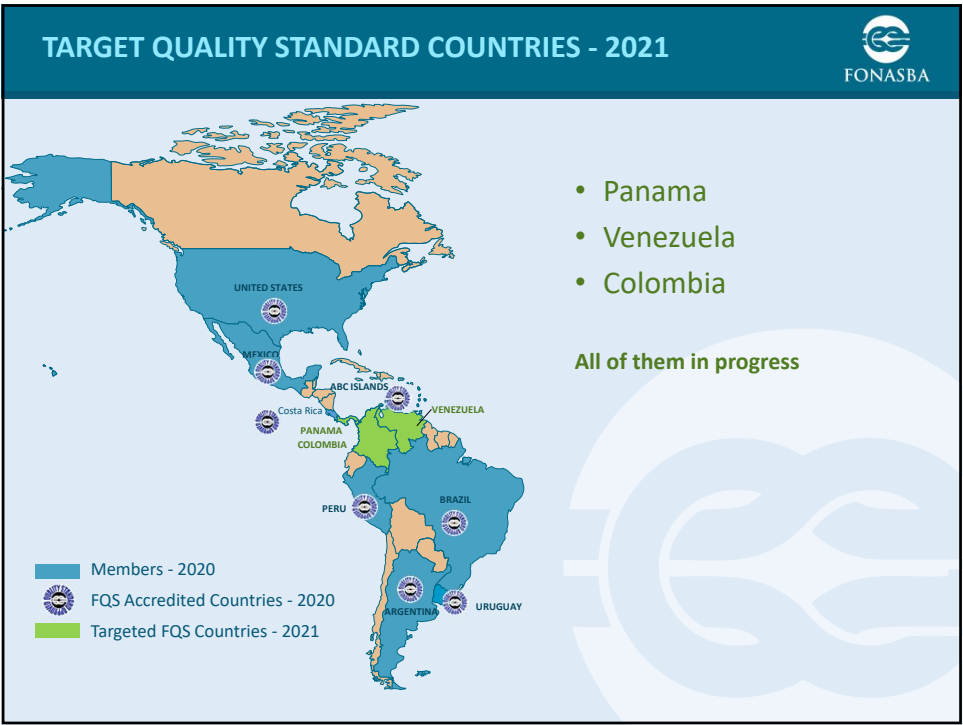 TARGET QUALITY STANDARD COUNTRIES - 2021
FONASBA
• Panama
• Venezuela
• Colombia
All of them in progress
UNITED STATES
MEXICO
ABC ISLANDS
Costa Rica
VENEZUELA
PANAMA
COLOMBIA
PERU
BRAZIL
ARGENTINA
URUGUAY
Members - 2020
FQS Accredited Countries - 2020
Targeted FQS Countries - 2021